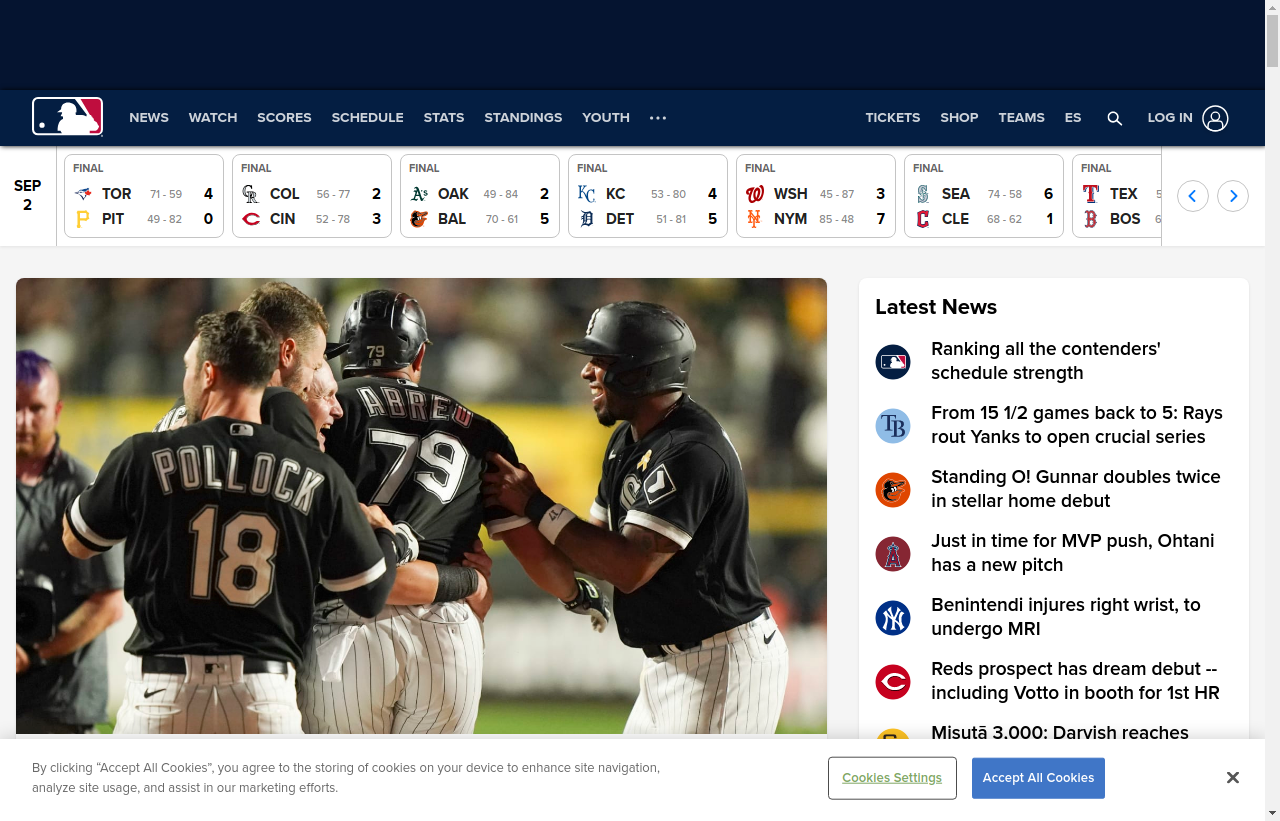 NEWS WATCH SCORES SCHEDULE STATS STANDINGS YOUTH ... TICKETS SHOP TEAMS ES LOG IN
SEP
2
FINAL
TOR 71 - 59 4
PIT 49 - 82 0
FINAL
COL 56 - 77 2
CIN 52 - 78 3
FINAL
OAK 49 - 84 2
BAL 70 - 61 5
FINAL
KC 53 - 80 4
DET 51 - 81 5
FINAL
WSH 45 - 87 3
NYM 85 - 48 7
FINAL
SEA 74 - 58 6
CLE 68 - 62 1
FINAL
TEX
BOS
POLLOCK
18
79
ABREU
79
Latest News
Ranking all the contenders'
schedule strength
From 15 1/2 games back to 5: Rays
rout Yanks to open crucial series
Standing O! Gunnar doubles twice
in stellar home debut
Just in time for MVP push, Ohtani
has a new pitch
Benintendi injures right wrist, to
undergo MRI
Reds prospect has dream debut --
including Votto in booth for 1st HR
Misutā 3,000: Darvish reaches
By clicking “Accept All Cookies”, you agree to the storing of cookies on your device to enhance site navigation,
analyze site usage, and assist in our marketing efforts.
Cookies Settings
Accept All Cookies